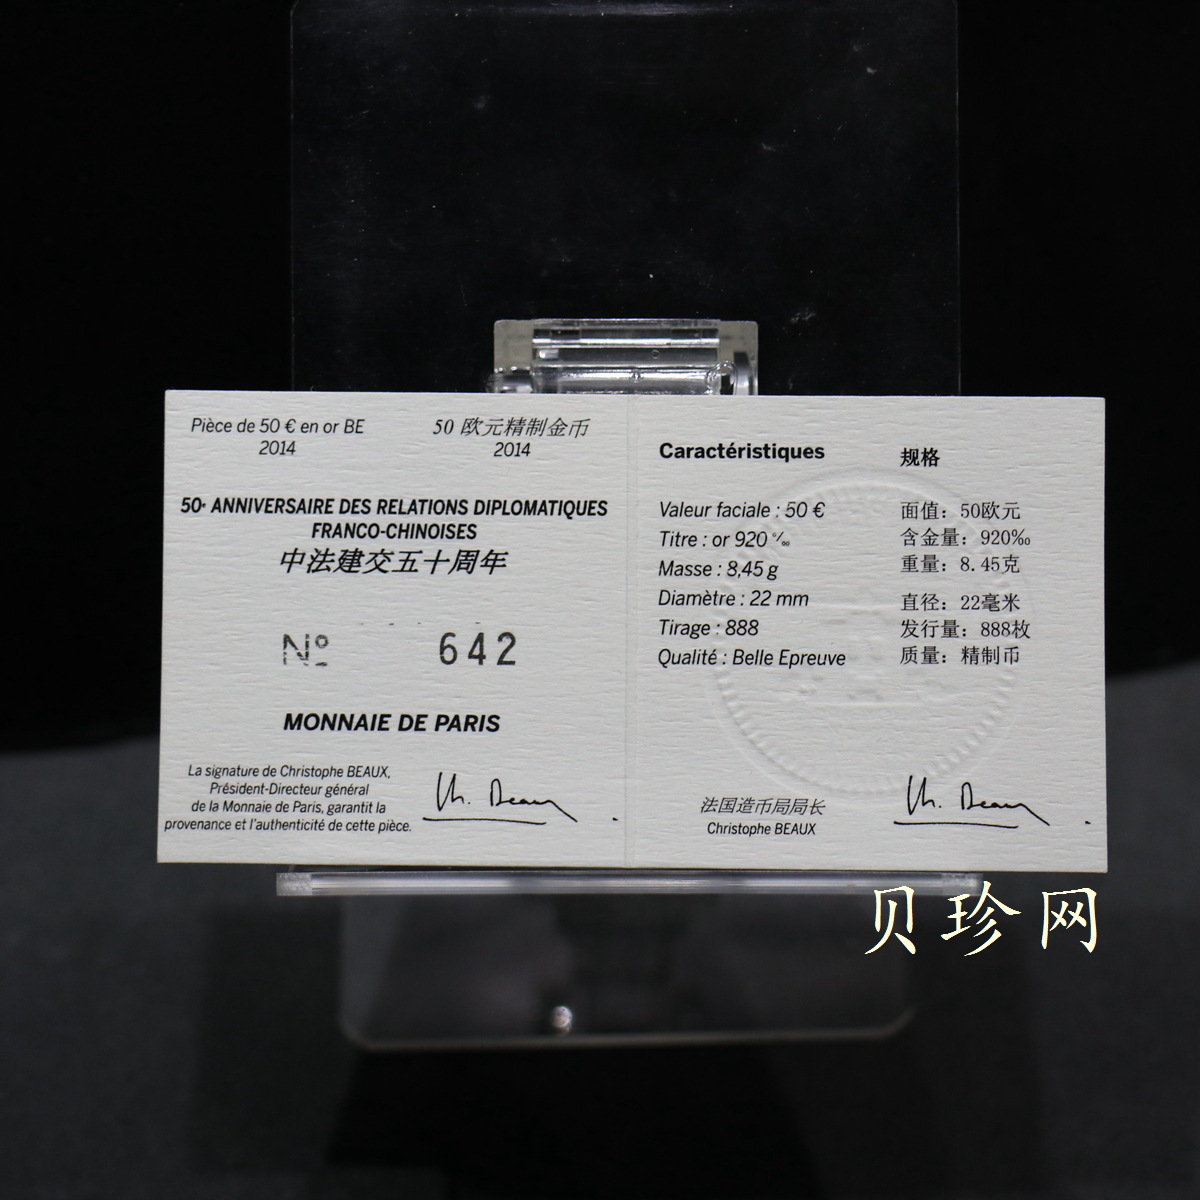 Pièce de 50 € en or BE
2014
50 欧元精制金币
2014
50e ANNIVERSAIRE DES RELATIONS DIPLOMATIQUES
FRANCO-CHINOISES
中法建交五十周年
Nº 642
MONNAIE DE PARIS
La signature de Christophe BEAUX,
Président-Directeur général
de la Monnaie de Paris, garantit la
provenance et l'authenticité de cette pièce.
Ch. Beaux
Caractéristiques
Valeur faciale : 50 €
Titre : or 920 ‰
Masse : 8,45 g
Diamètre : 22 mm
Tirage : 888
Qualité : Belle Epreuve
规格
面值：50欧元
含金量：920‰
重量：8.45克
直径：22毫米
发行量：888枚
质量：精制币
法国造币局局长
Christophe BEAUX
Ch. Beaux
贝珍网